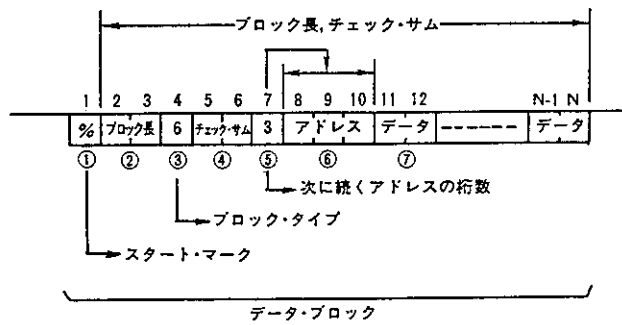 ブロック長,チェック・サム
1 2 3 4 5 6 7 8 9 10 11 12 N-1 N
% ブロック長 6 チェック・サム 3 アドレス データ データ
① ② ③ ④ ⑤ ⑥ ⑦
次に続くアドレスの桁数
ブロック・タイプ
スタート・マーク
データ・ブロック